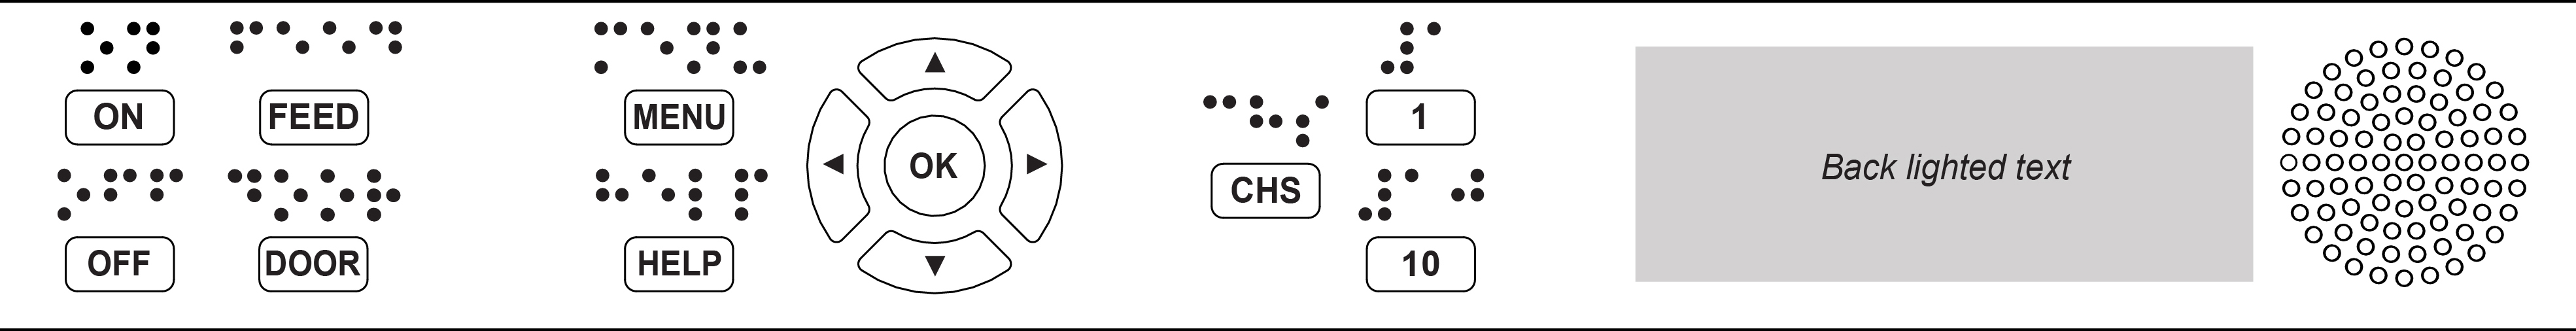 ON
FEED
MENU
1
OFF
DOOR
HELP
OK
CHS
10
Back lighted text